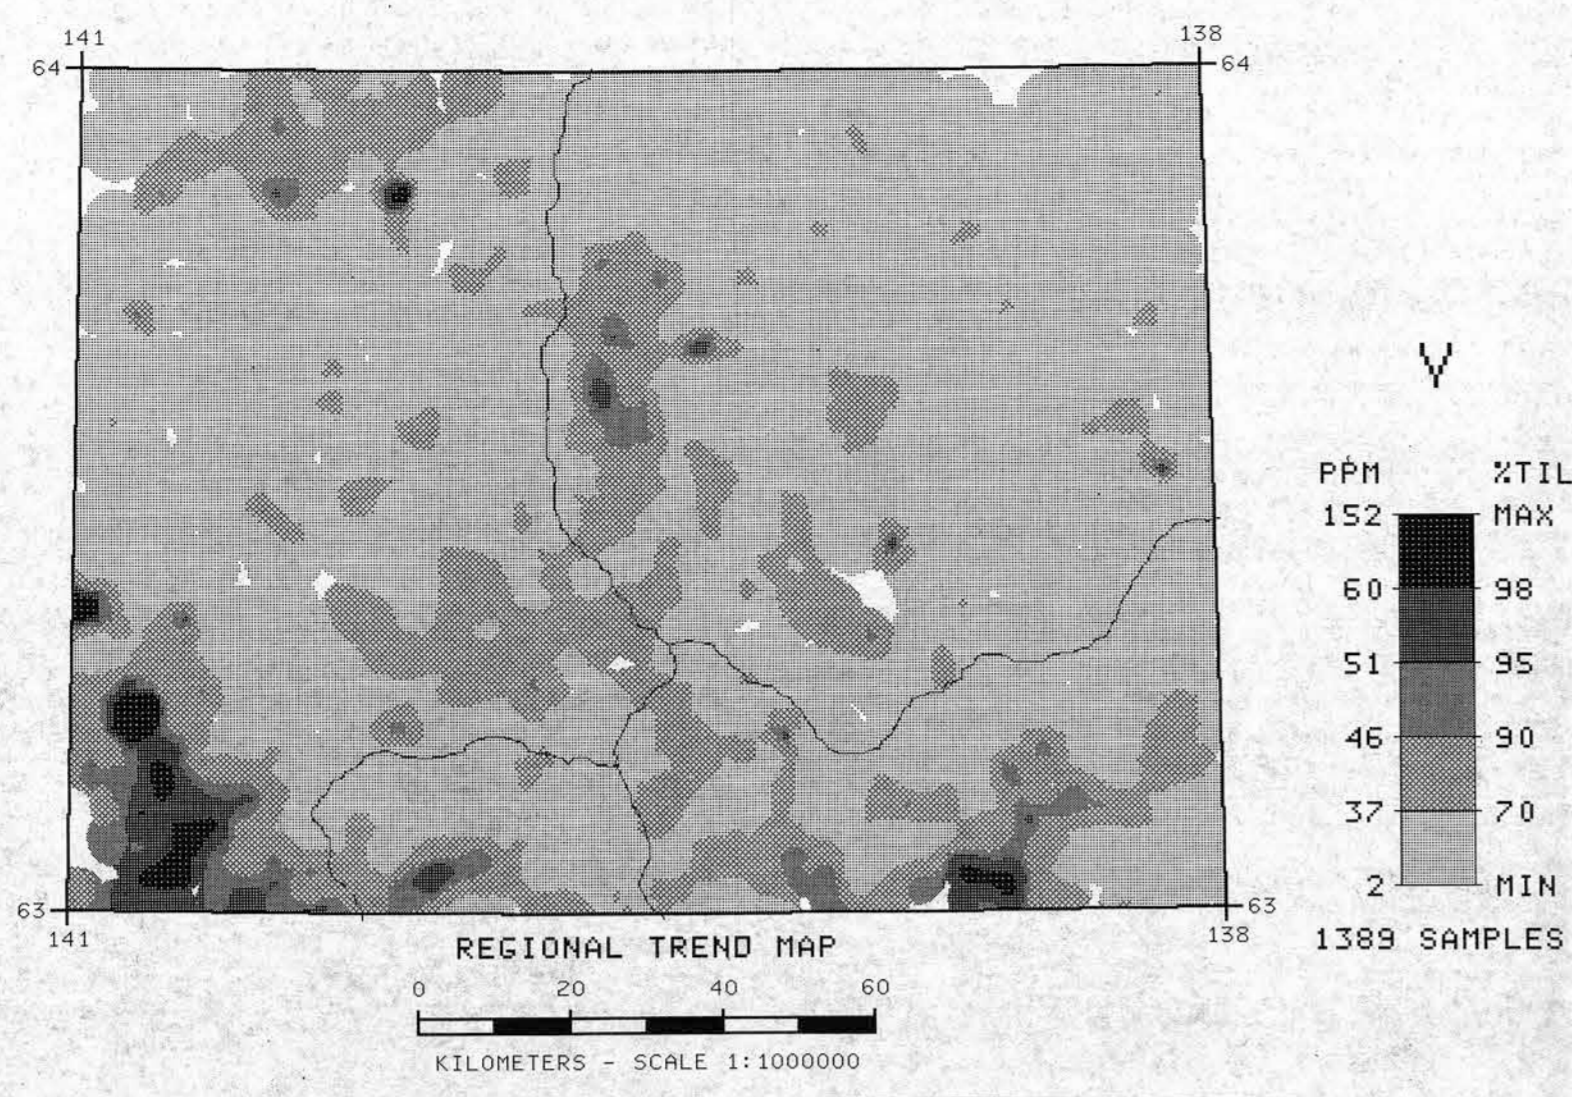 141 138
64 64
V
PPM %TIL
152 MAX
60 98
51 95
46 90
37 70
2 MIN
63 63
141 138
1389 SAMPLES
REGIONAL TREND MAP
0 20 40 60
KILOMETERS - SCALE 1:1000000